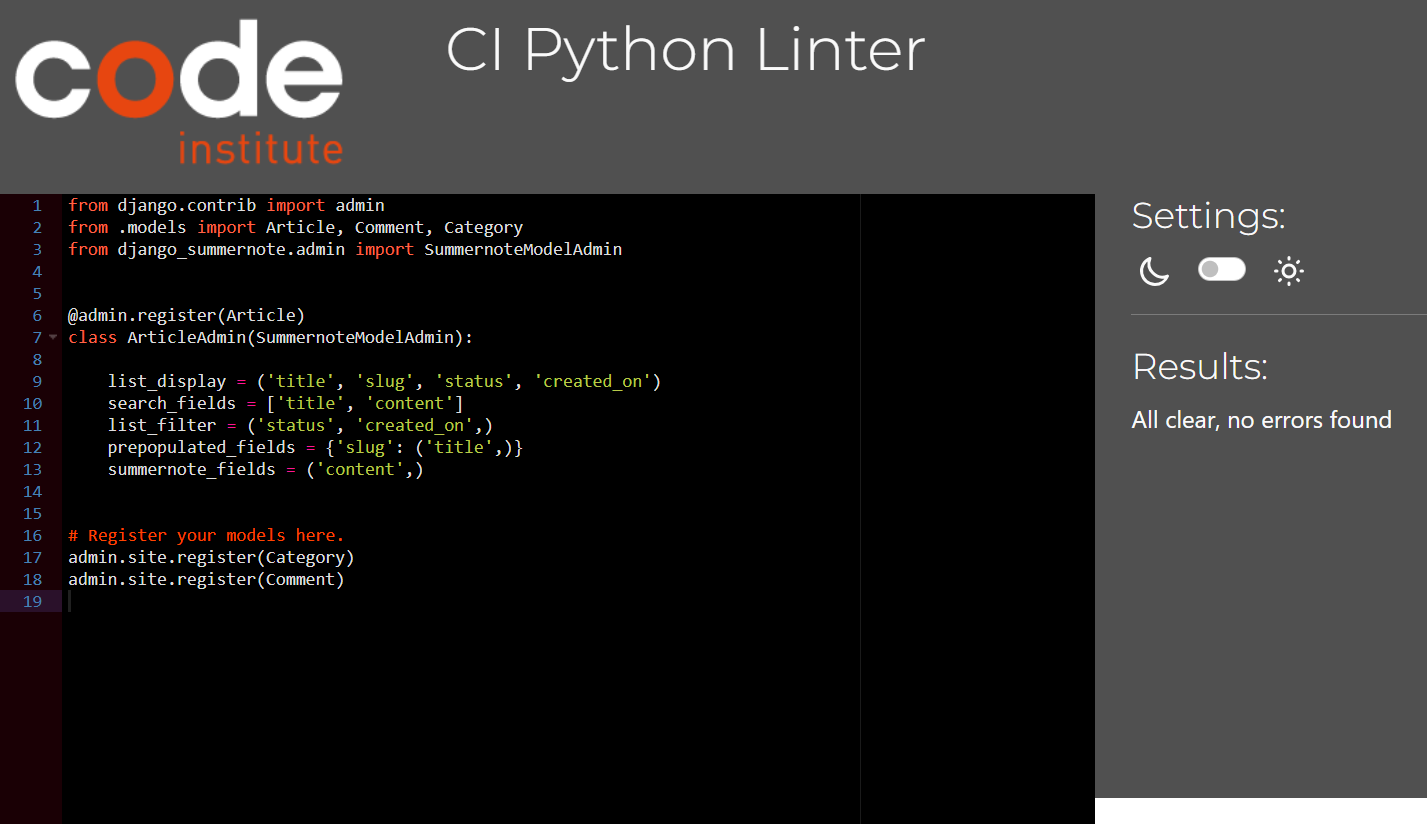 code
institute
CI Python Linter
1 from django.contrib import admin
2 from .models import Article, Comment, Category
3 from django_summernote.admin import SummernoteModelAdmin
4
5
6 @admin.register(Article)
7 class ArticleAdmin(SummernoteModelAdmin):
8
9     list_display = ('title', 'slug', 'status', 'created_on')
10     search_fields = ['title', 'content']
11     list_filter = ('status', 'created_on',)
12     prepopulated_fields = {'slug': ('title',)}
13     summernote_fields = ('content',)
14
15
16 # Register your models here.
17 admin.site.register(Category)
18 admin.site.register(Comment)
19
Settings:
Results:
All clear, no errors found